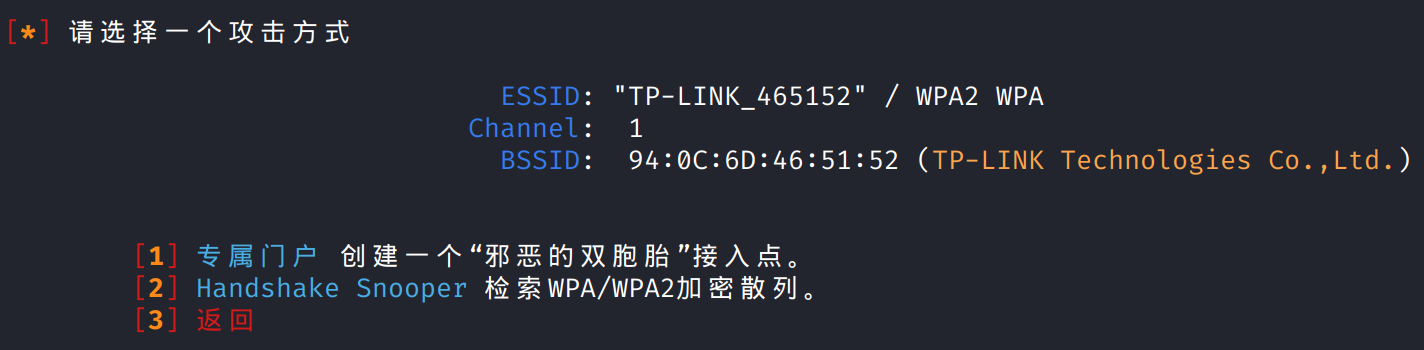 [*] 请选择一个攻击方式
ESSID: "TP-LINK_465152" / WPA2 WPA
Channel: 1
BSSID: 94:0C:6D:46:51:52 (TP-LINK Technologies Co.,Ltd.)
[1] 专属门户 创建一个“邪恶的双胞胎”接入点。
[2] Handshake Snooper 检索WPA/WPA2加密散列。
[3] 返回